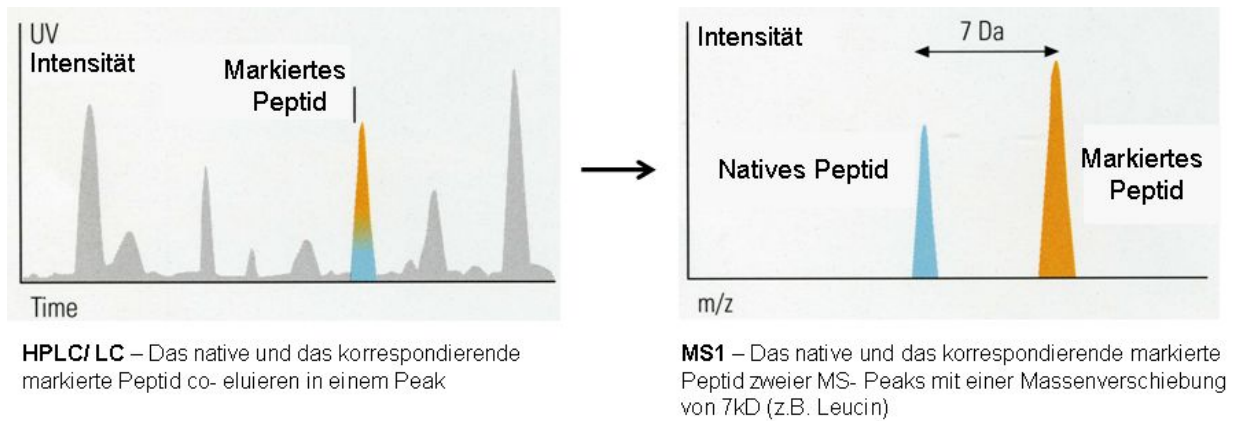 UV
Intensität
Markiertes
Peptid
Time
HPLC/ LC – Das native und das korrespondierende
markierte Peptid co- eluieren in einem Peak
Intensität
7 Da
Natives Peptid
Markiertes
Peptid
m/z
MS1 – Das native und das korrespondierende markierte
Peptid zweier MS- Peaks mit einer Massenverschiebung
von 7kD (z.B. Leucin)